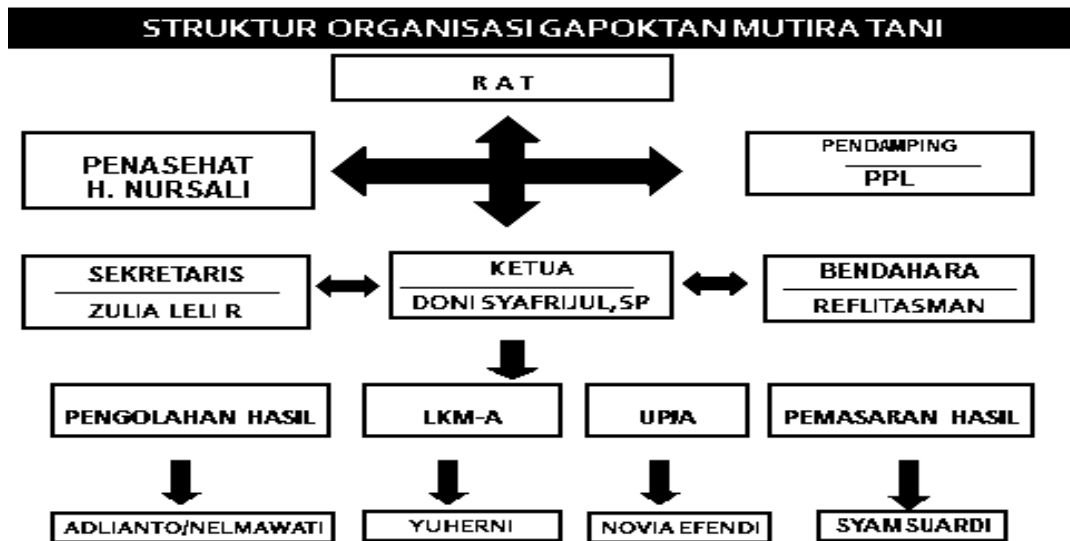 STRUKTUR ORGANISASI GAPOKTAN MUTIRA TANI
R A T
PENASEHAT
H. NURSALI
PENDAMPING
PPL
SEKRETARIS
ZULIA LELI R
KETUA
DONI SYAFRIJUL, SP
BENDAHARA
REFLITASMAN
PENGOLAHAN HASIL
LKM-A
UPJA
PEMASARAN HASIL
ADLIANTO/NELMAWATI
YUHERNI
NOVIA EFENDI
SYAMSUARDI